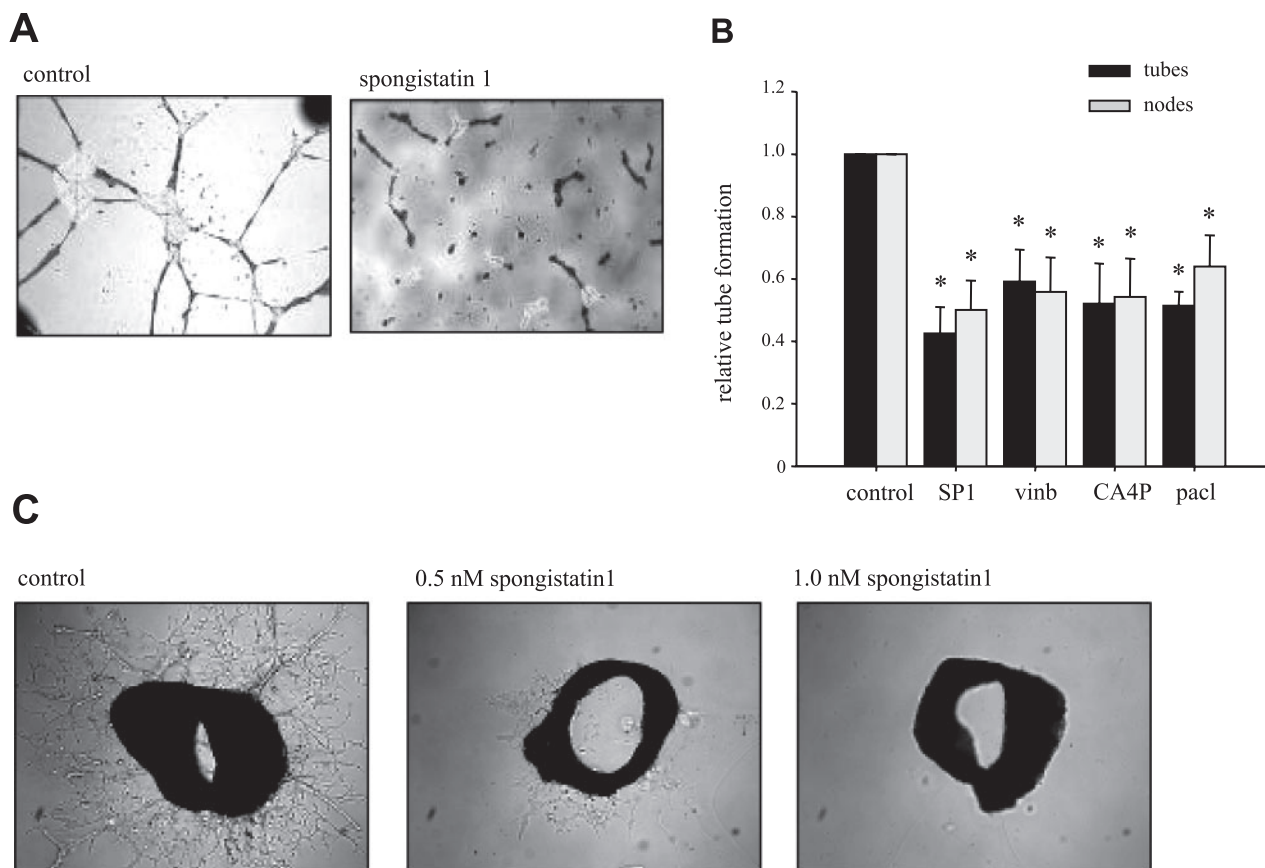 A
control
spongistatin 1
B
tubes
nodes
relative tube formation
1.2
1.0
0.8
0.6
0.4
0.2
0
* * * * * * * *
control SP1 vinb CA4P pacl
C
control
0.5 nM spongistatin1
1.0 nM spongistatin1